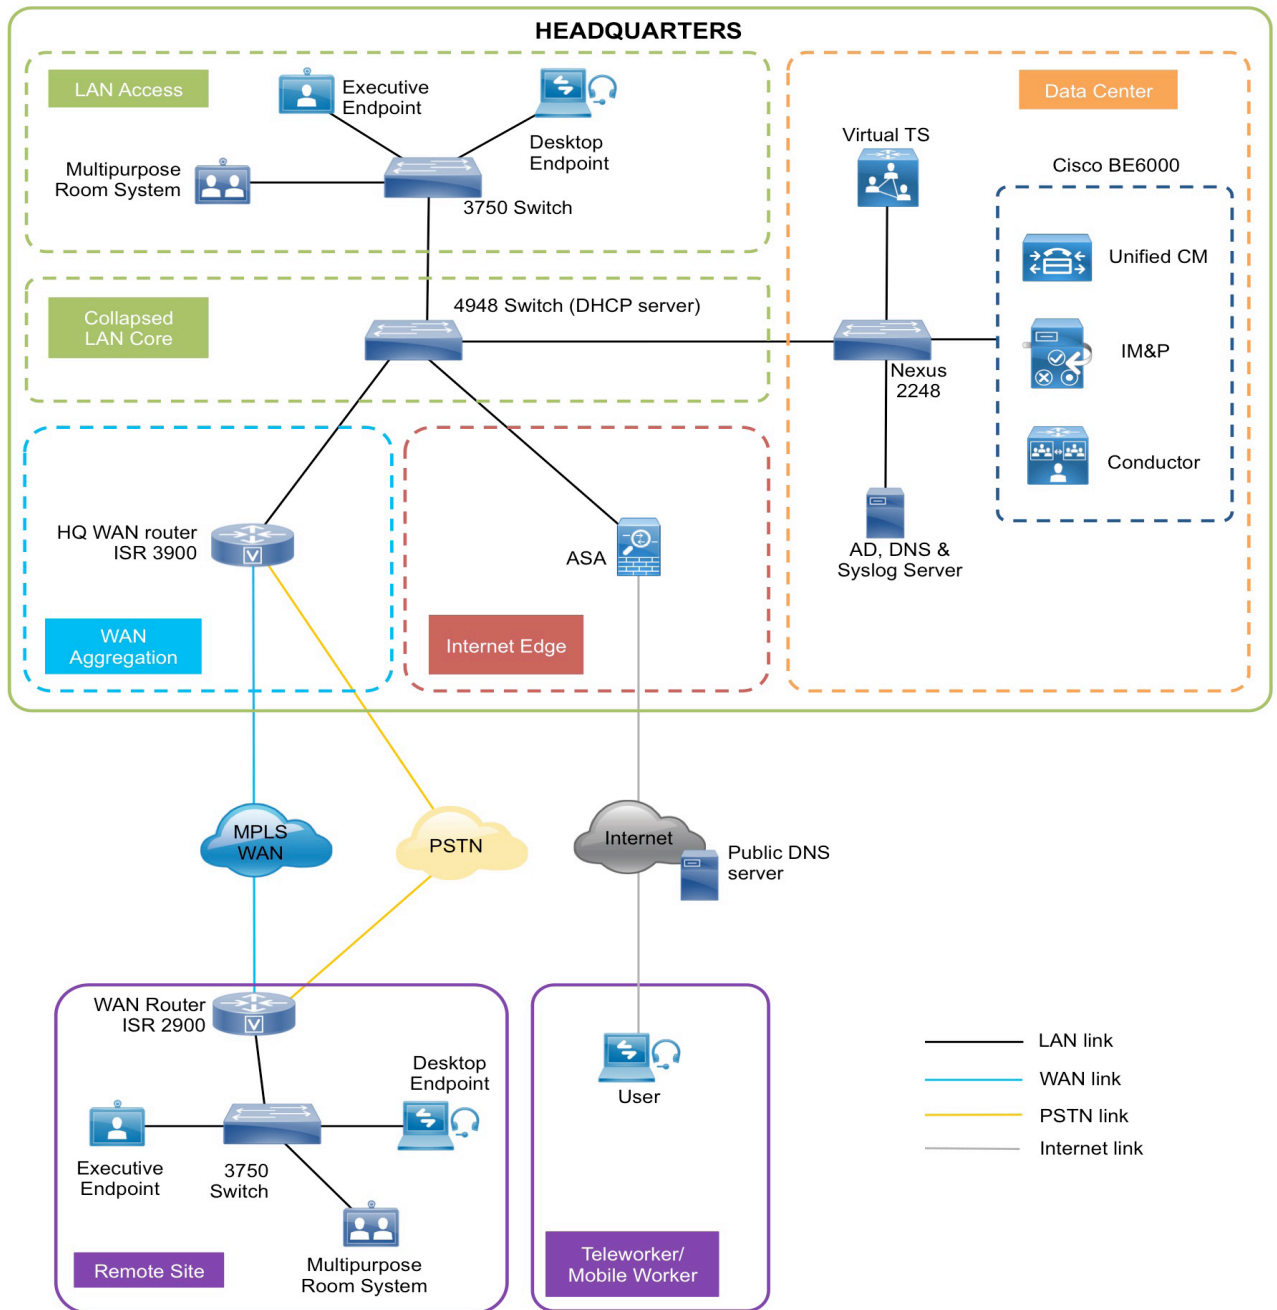 HEADQUARTERS
LAN Access
Executive
Endpoint
Desktop
Endpoint
Multipurpose
Room System
3750 Switch
Data Center
Virtual TS
Cisco BE6000
Unified CM
IM&P
Conductor
Collapsed
LAN Core
4948 Switch (DHCP server)
Nexus
2248
AD, DNS &
Syslog Server
HQ WAN router
ISR 3900
V
WAN
Aggregation
ASA
Internet Edge
MPLS
WAN
PSTN
Internet
Public DNS
server
WAN Router
ISR 2900
V
Desktop
Endpoint
Executive
Endpoint
3750
Switch
Multipurpose
Room System
Remote Site
User
Teleworker/
Mobile Worker
LAN link
WAN link
PSTN link
Internet link